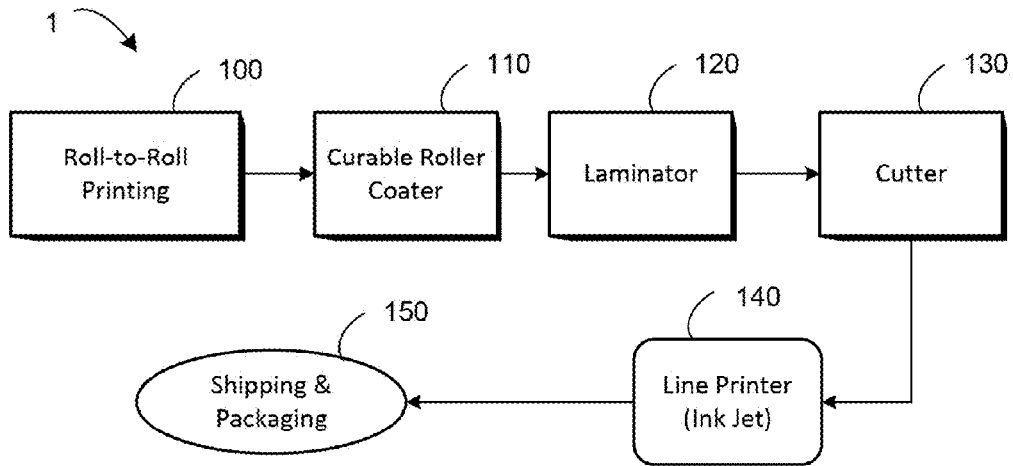 1
100
110
120
130
Roll-to-Roll
Printing
Curable Roller
Coater
Laminator
Cutter
150
140
Shipping &
Packaging
Line Printer
(Ink Jet)